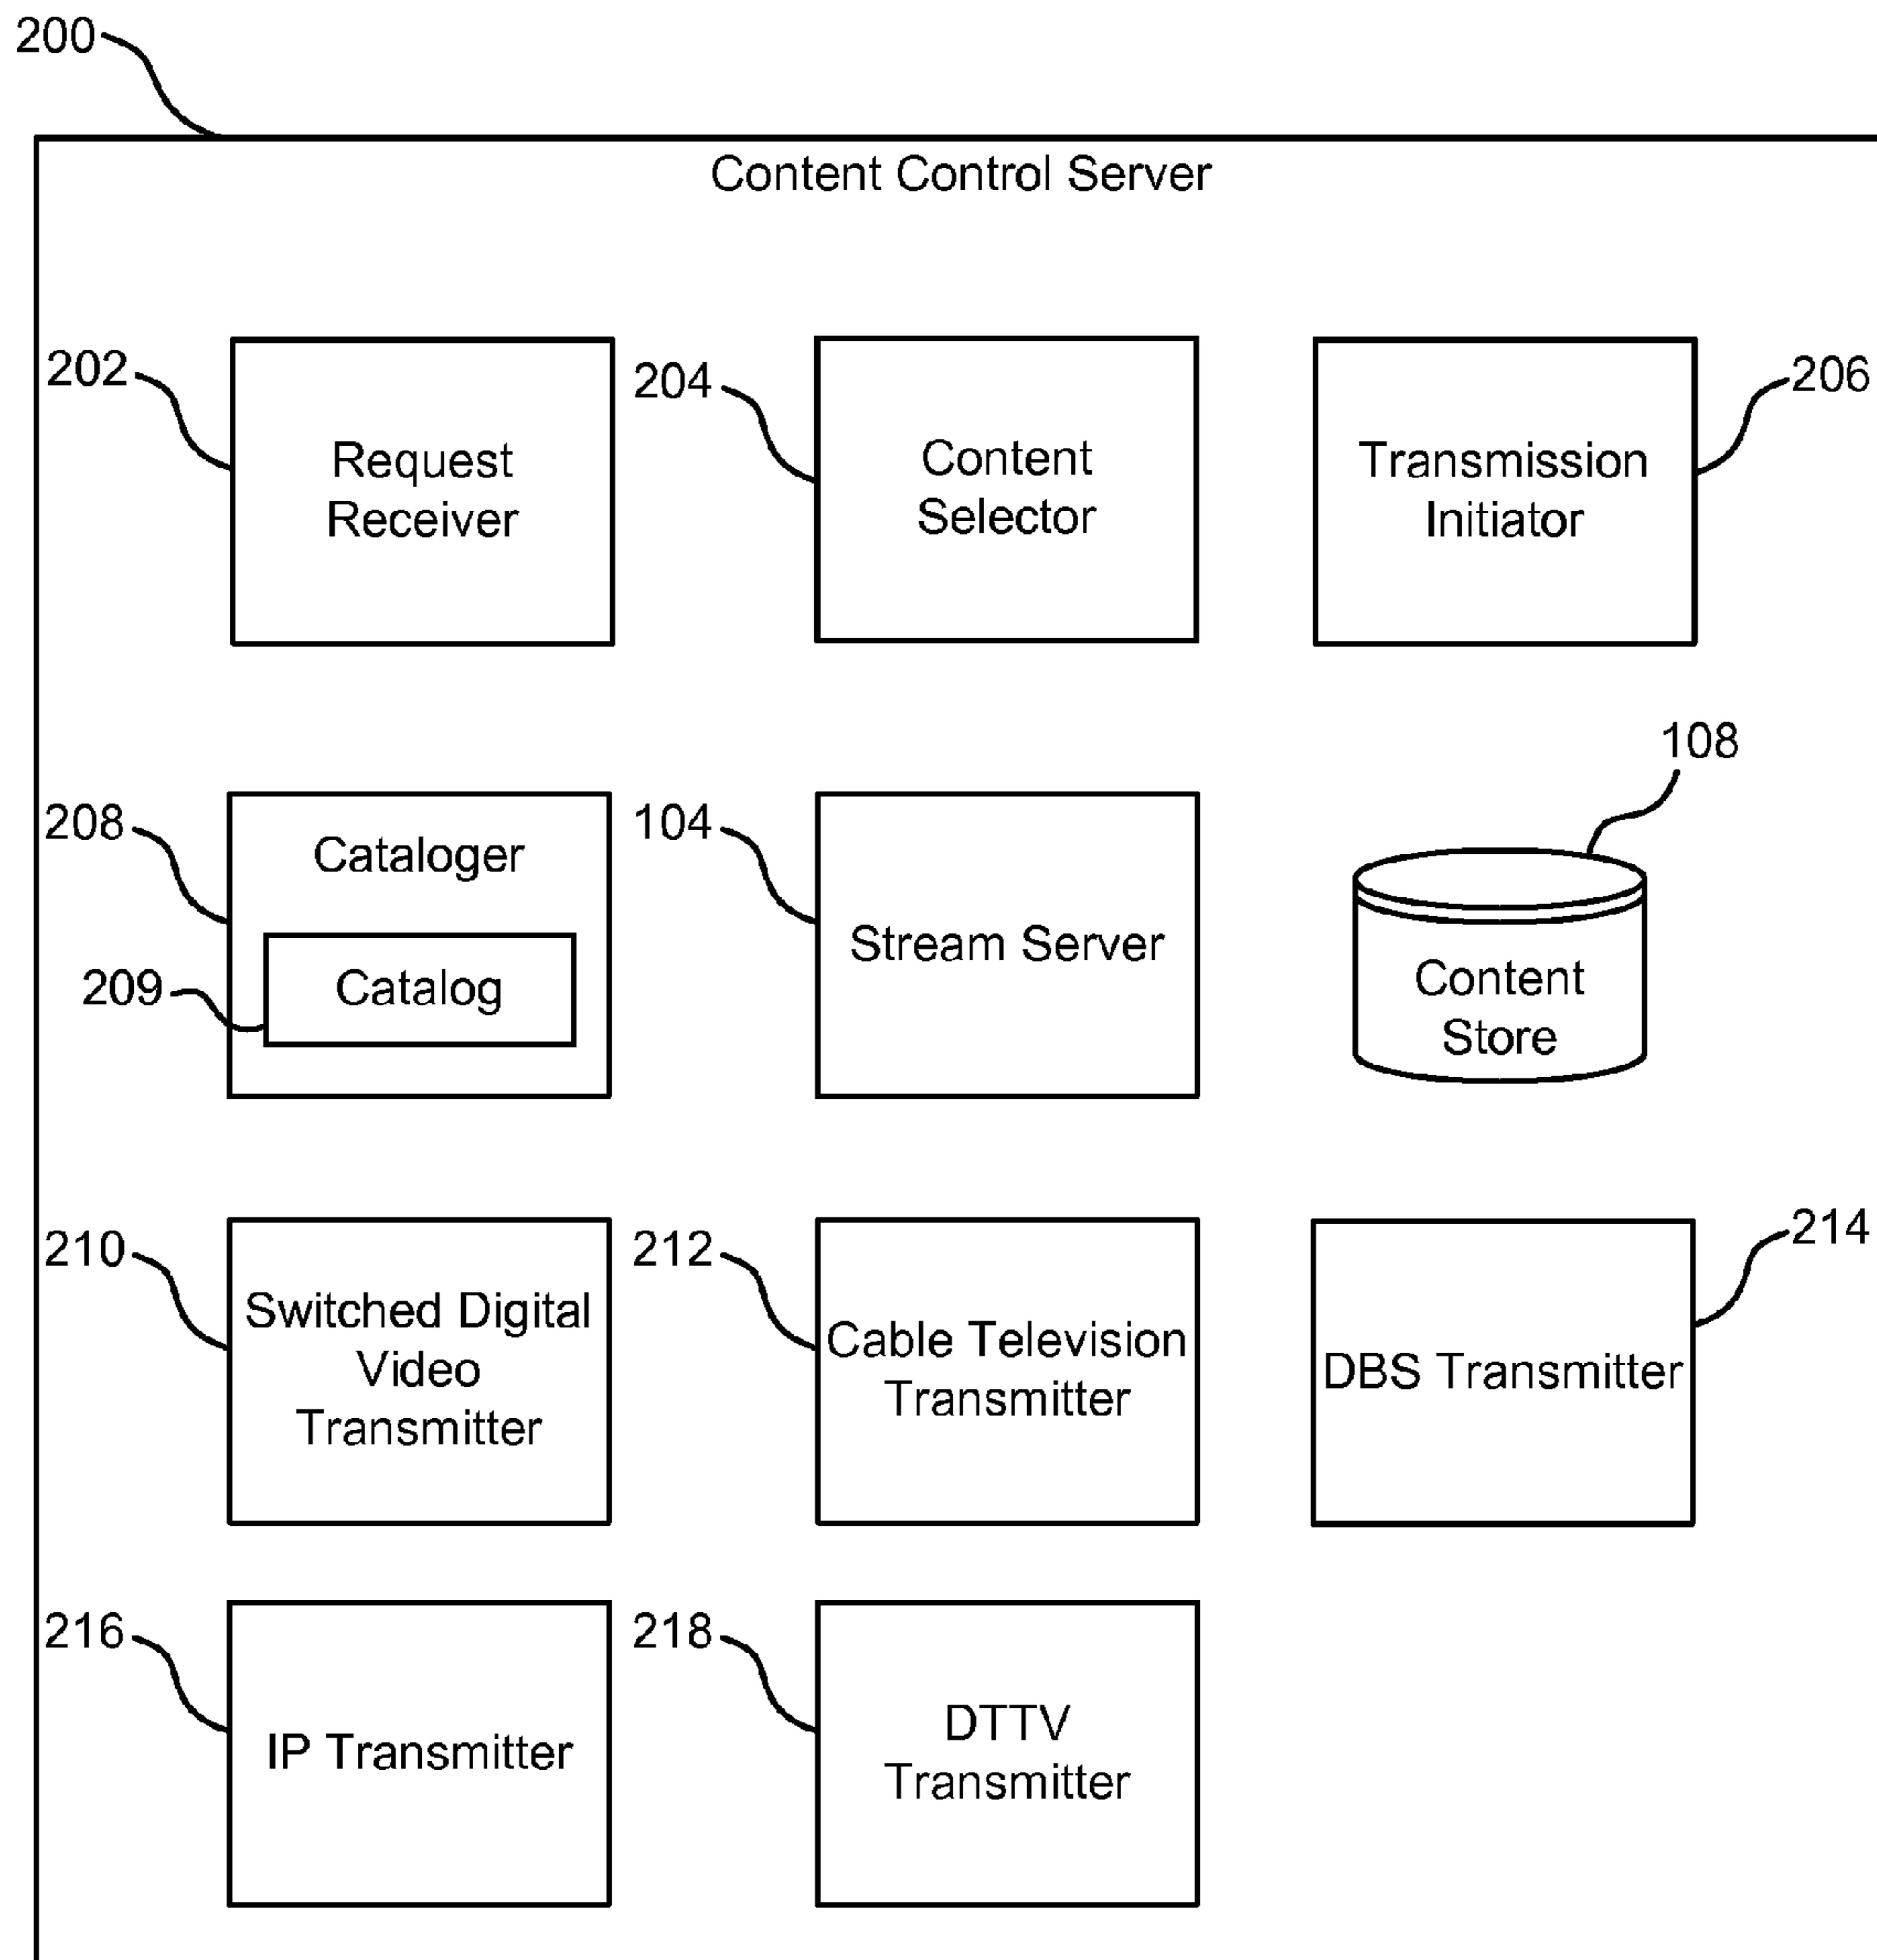 200
Content Control Server
202
Request
Receiver
204
Content
Selector
206
Transmission
Initiator
208
Cataloger
209
Catalog
104
Stream Server
108
Content
Store
210
Switched Digital
Video
Transmitter
212
Cable Television
Transmitter
214
DBS Transmitter
216
IP Transmitter
218
DTTV
Transmitter